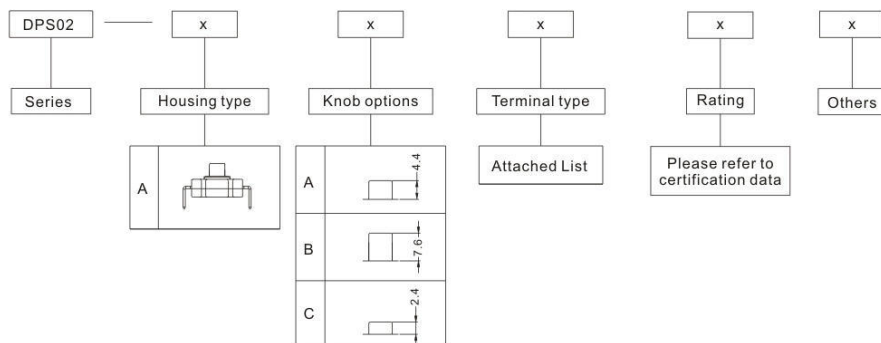 DPS02 x x x x x
Series Housing type Knob options Terminal type Rating Others
A
A 4.4
B 7.6
C 2.4
Attached List
Please refer to
certification data